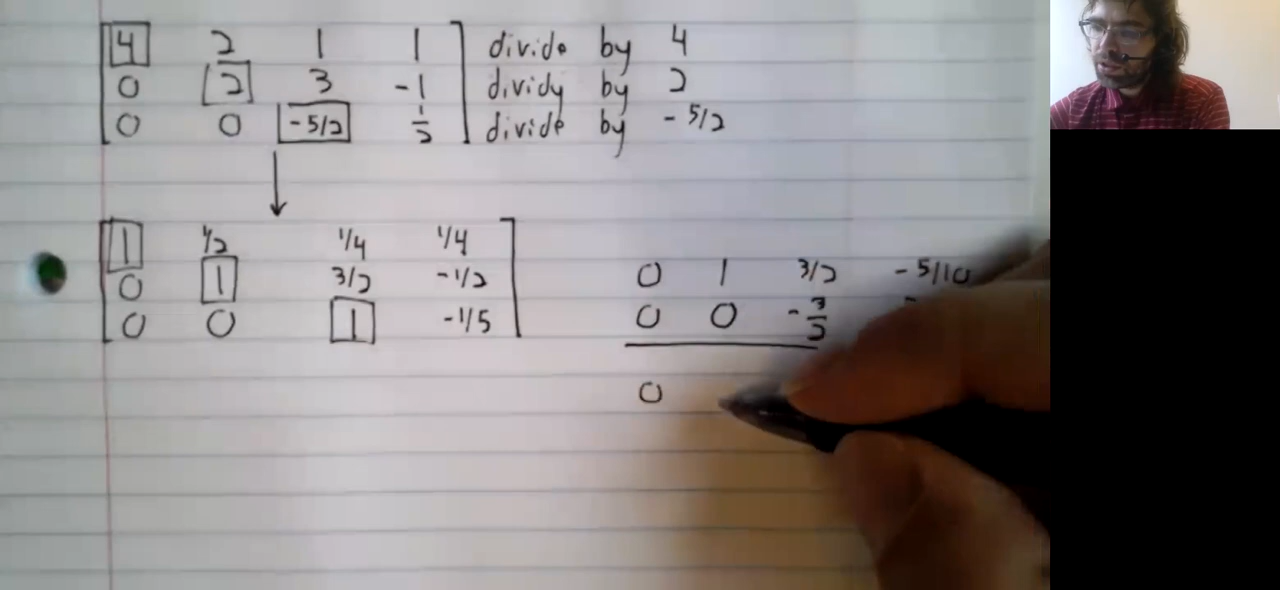 4 2 1 1 divide by 4
0 2 3 -1 dividy by 2
0 0 -5/2 1/2 divide by -5/2
1 1/2 1/4 1/4
0 1 3/2 -1/2
0 0 1 -1/5
0 1 3/2 -5/10
0 0 -3/2
0